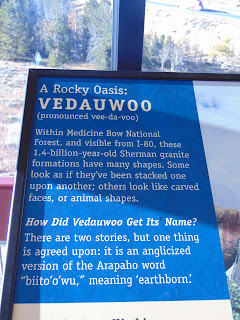 A Rocky Oasis:
VEDAUWOO
(pronounced vee-da-voo)
Within Medicine Bow National
Forest, and visible from I-80, these
1.4-billion-year-old Sherman granite
formations have many shapes. Some
look as if they've been stacked one
upon another; others look like carved
faces, or animal shapes.
How Did Vedauwoo Get Its Name?
There are two stories, but one thing
is agreed upon: it is an anglicized
version of the Arapaho word
"biito'o'wu," meaning 'earthborn.'